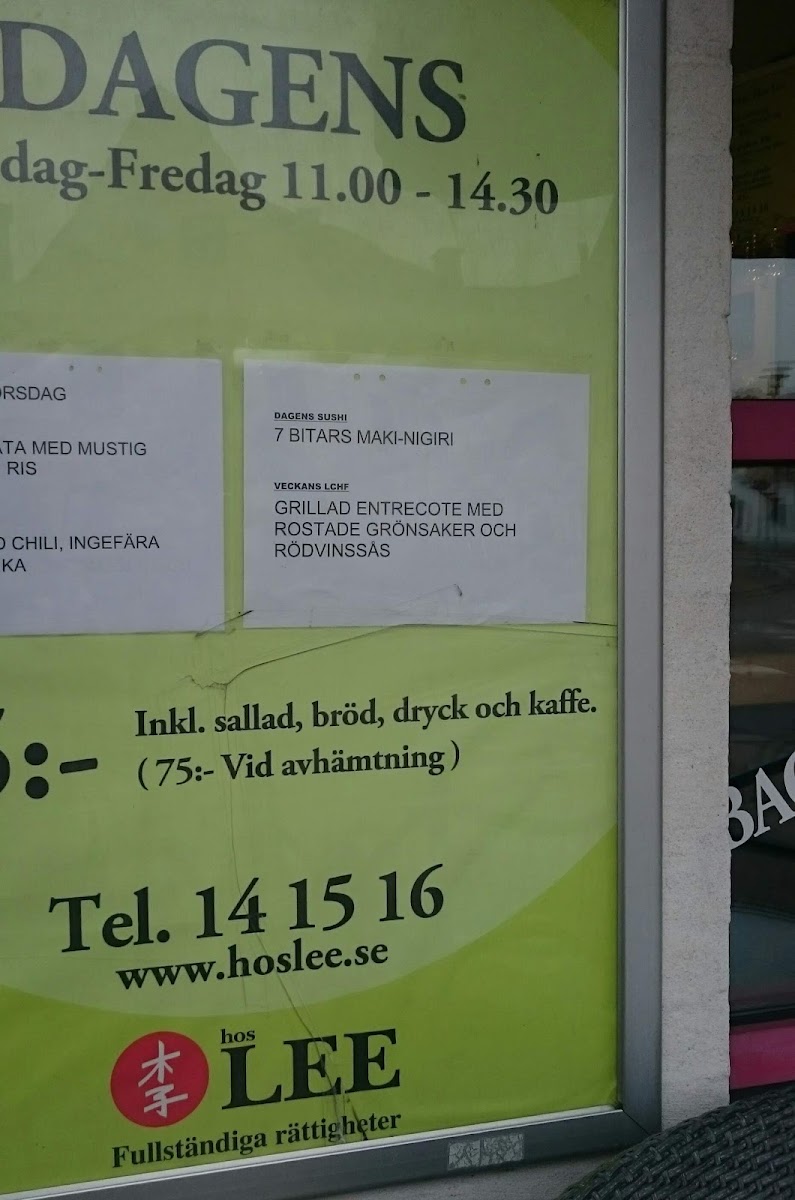 DAGENS
dag-Fredag 11.00 - 14.30
ORSDAG
ATA MED MUSTIG
RIS
D CHILI, INGEFÄRA
KA
DAGENS SUSHI
7 BITARS MAKI-NIGIRI
VECKANS LCHF
GRILLAD ENTRECOTE MED
ROSTADE GRÖNSAKER OCH
RÖDVINSSÅS
5:-
Inkl. sallad, bröd, dryck och kaffe.
( 75:- Vid avhämtning )
Tel. 14 15 16
www.hoslee.se
李
hos
LEE
Fullständiga rättigheter
BAG